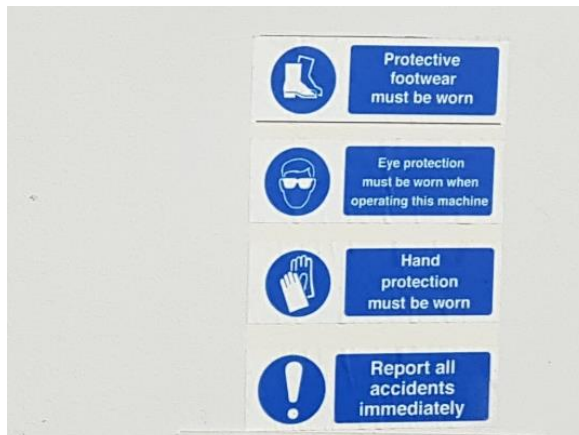 Protective
footwear
must be worn
Eye protection
must be worn when
operating this machine
Hand
protection
must be worn
Report all
accidents
immediately